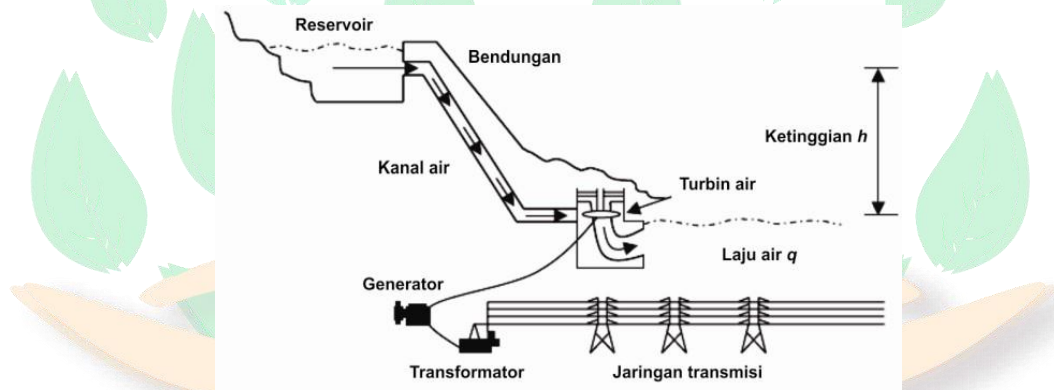 Reservoir
Bendungan
Ketinggian h
Kanal air
Turbin air
Laju air q
Generator
Transformator
Jaringan transmisi